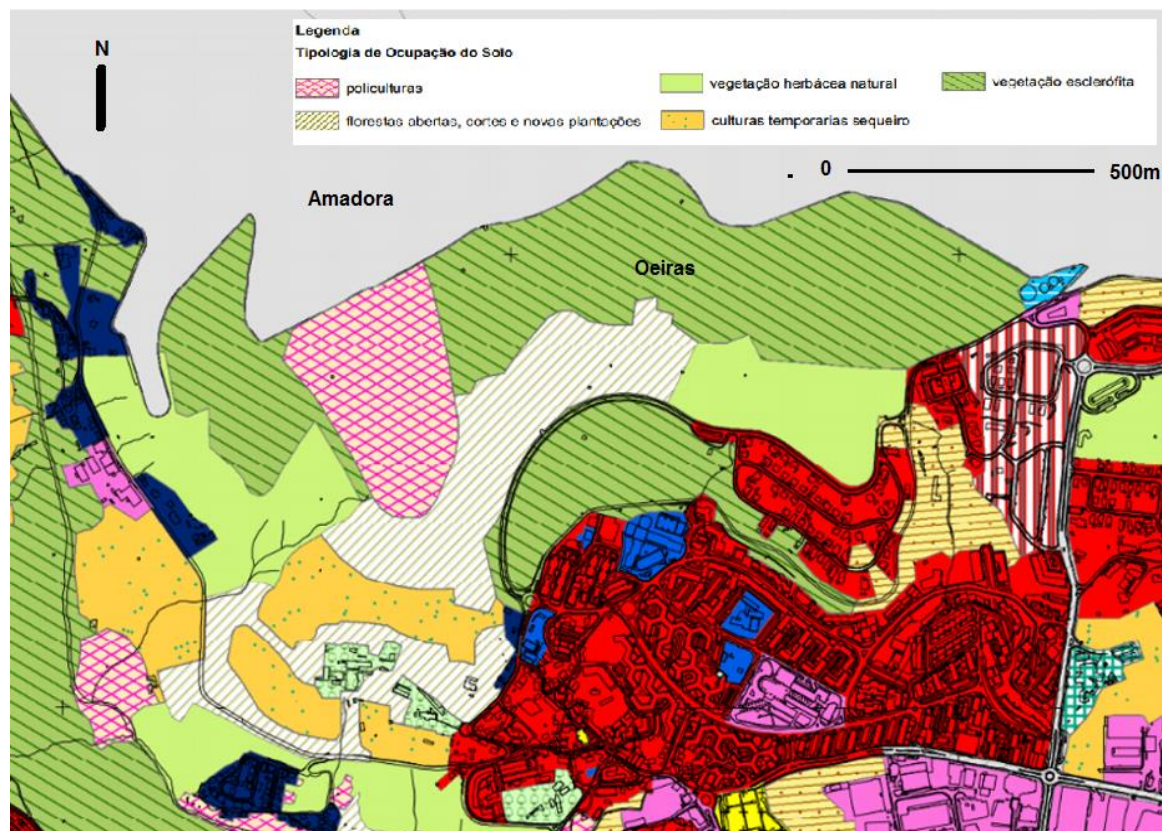 Legenda
Tipologia de Ocupação do Solo
policulturas
vegetação herbácea natural
vegetação esclerófita
florestas abertas, cortes e novas plantações
culturas temporarias sequeiro
N
0
500m
Amadora
Oeiras